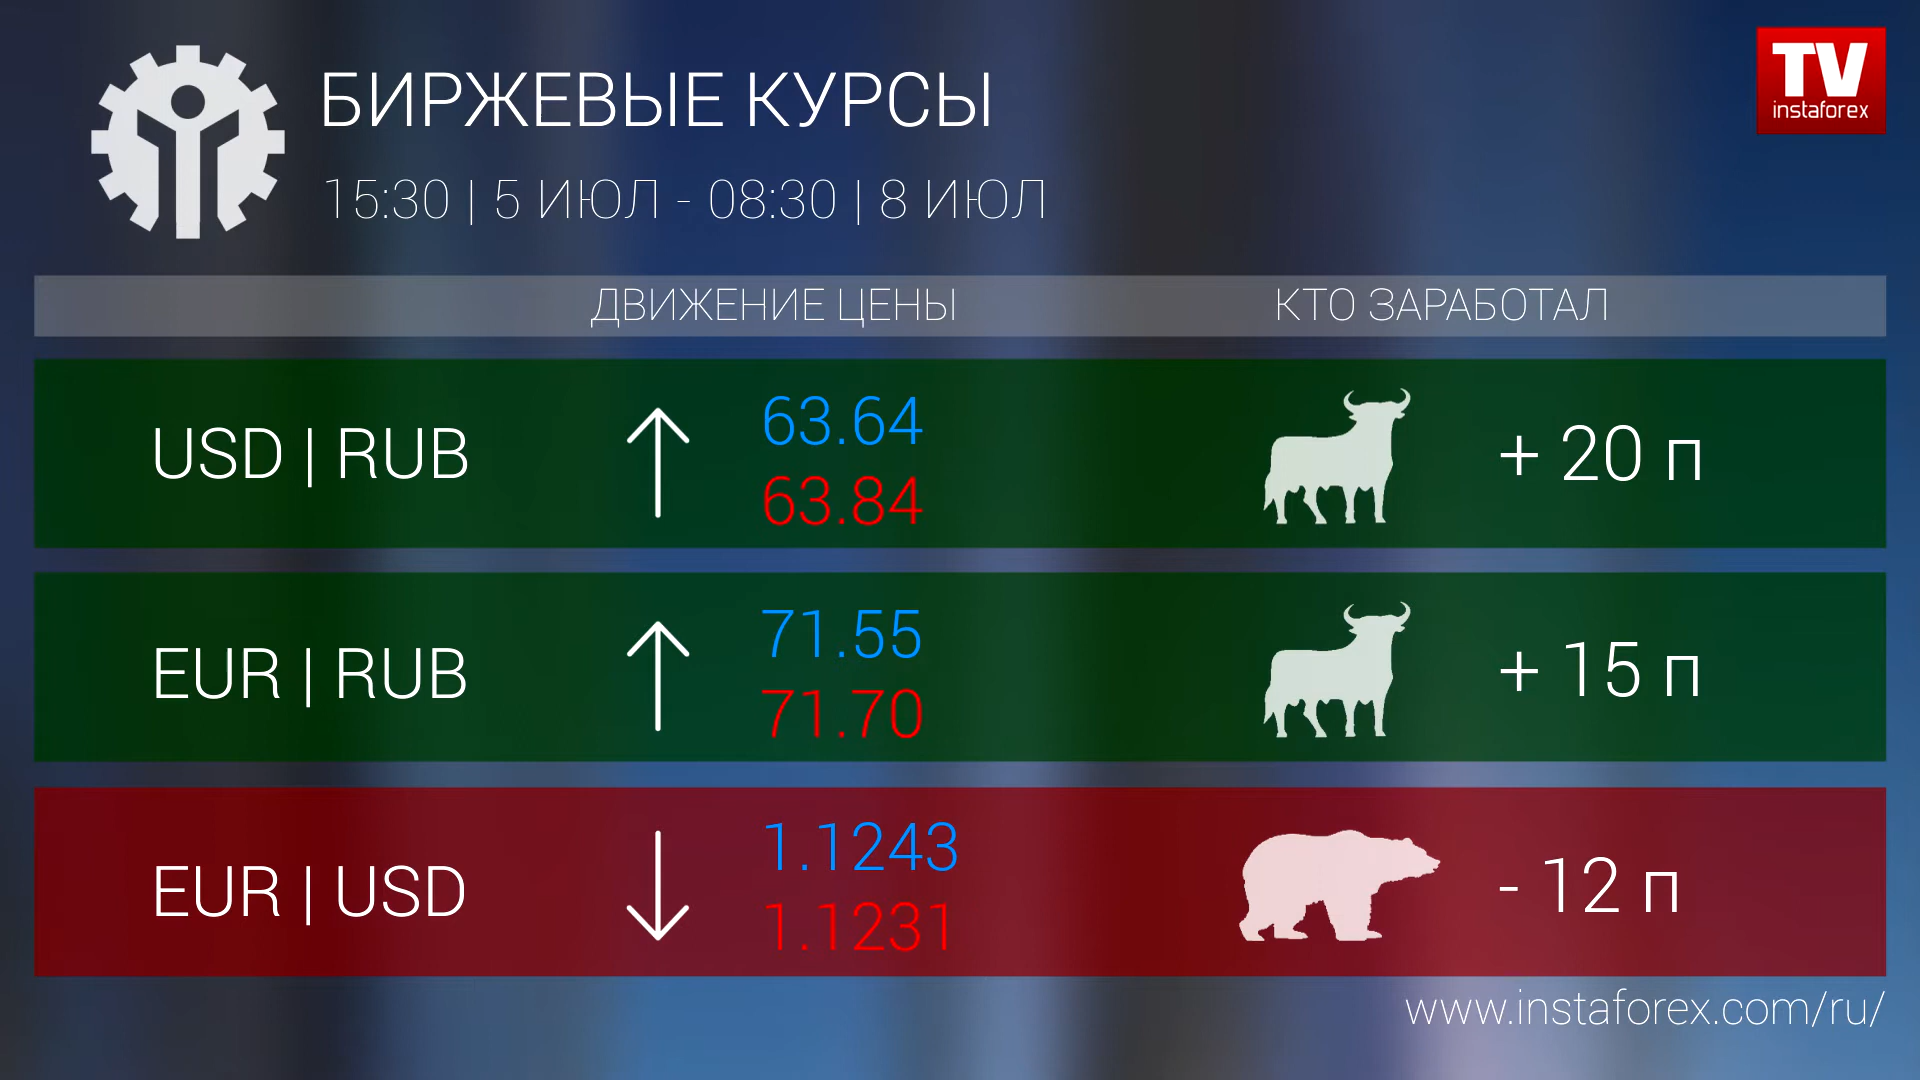 БИРЖЕВЫЕ КУРСЫ
TV
instaforex
15:30 | 5 ИЮЛ - 08:30 | 8 ИЮЛ
ДВИЖЕНИЕ ЦЕНЫ КТО ЗАРАБОТАЛ
63.64
USD | RUB + 20 п
63.84
71.55
EUR | RUB + 15 п
71.70
1.1243
EUR | USD - 12 п
1.1231
www.instaforex.com/ru/